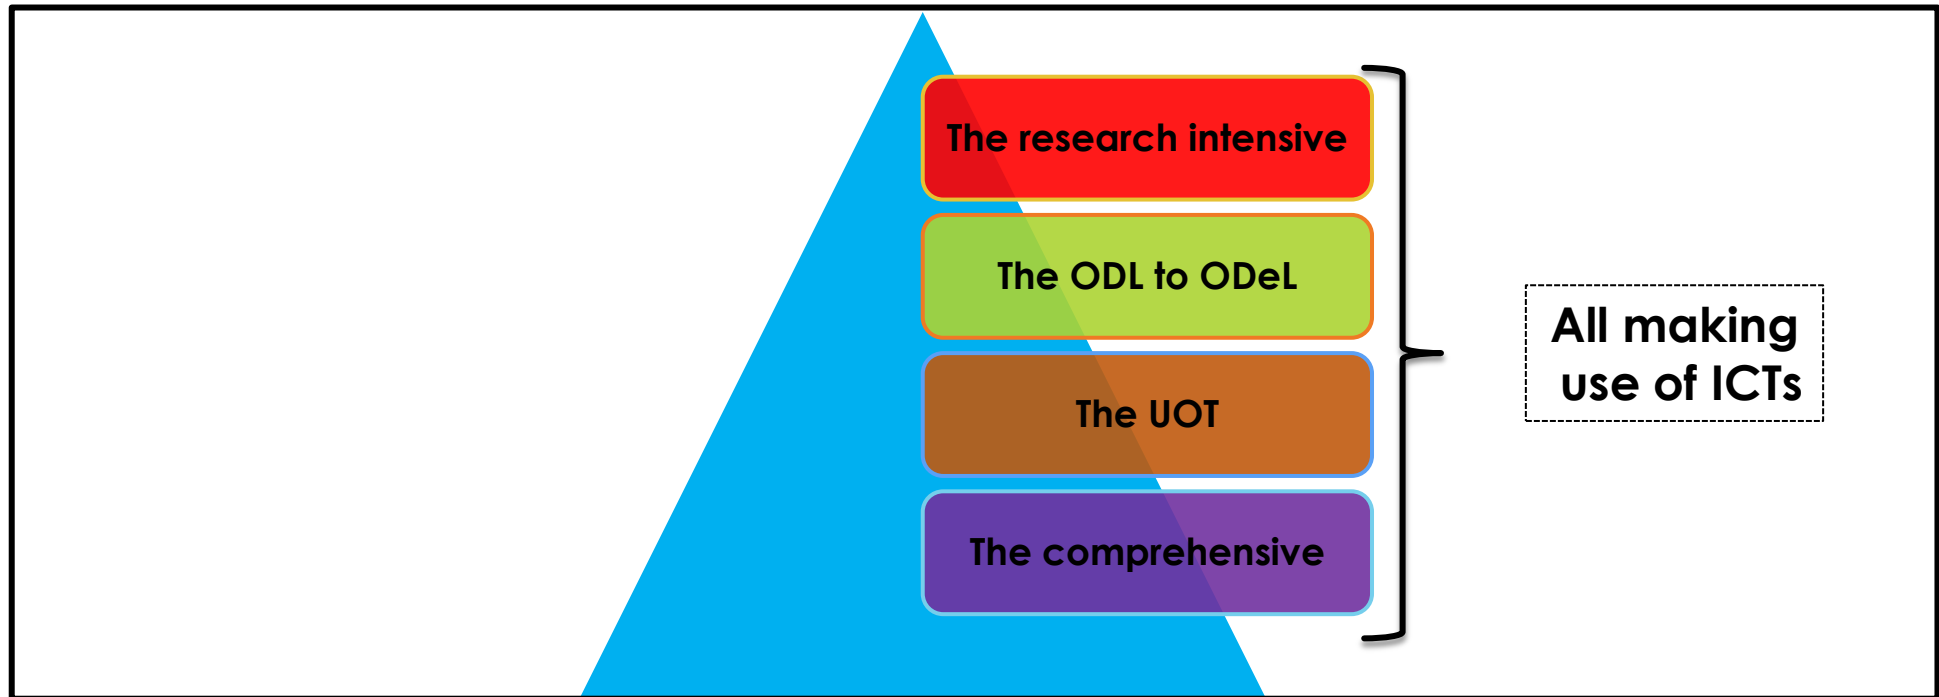 The research intensive
The ODL to ODeL
The UOT
The comprehensive
All making
use of ICTs